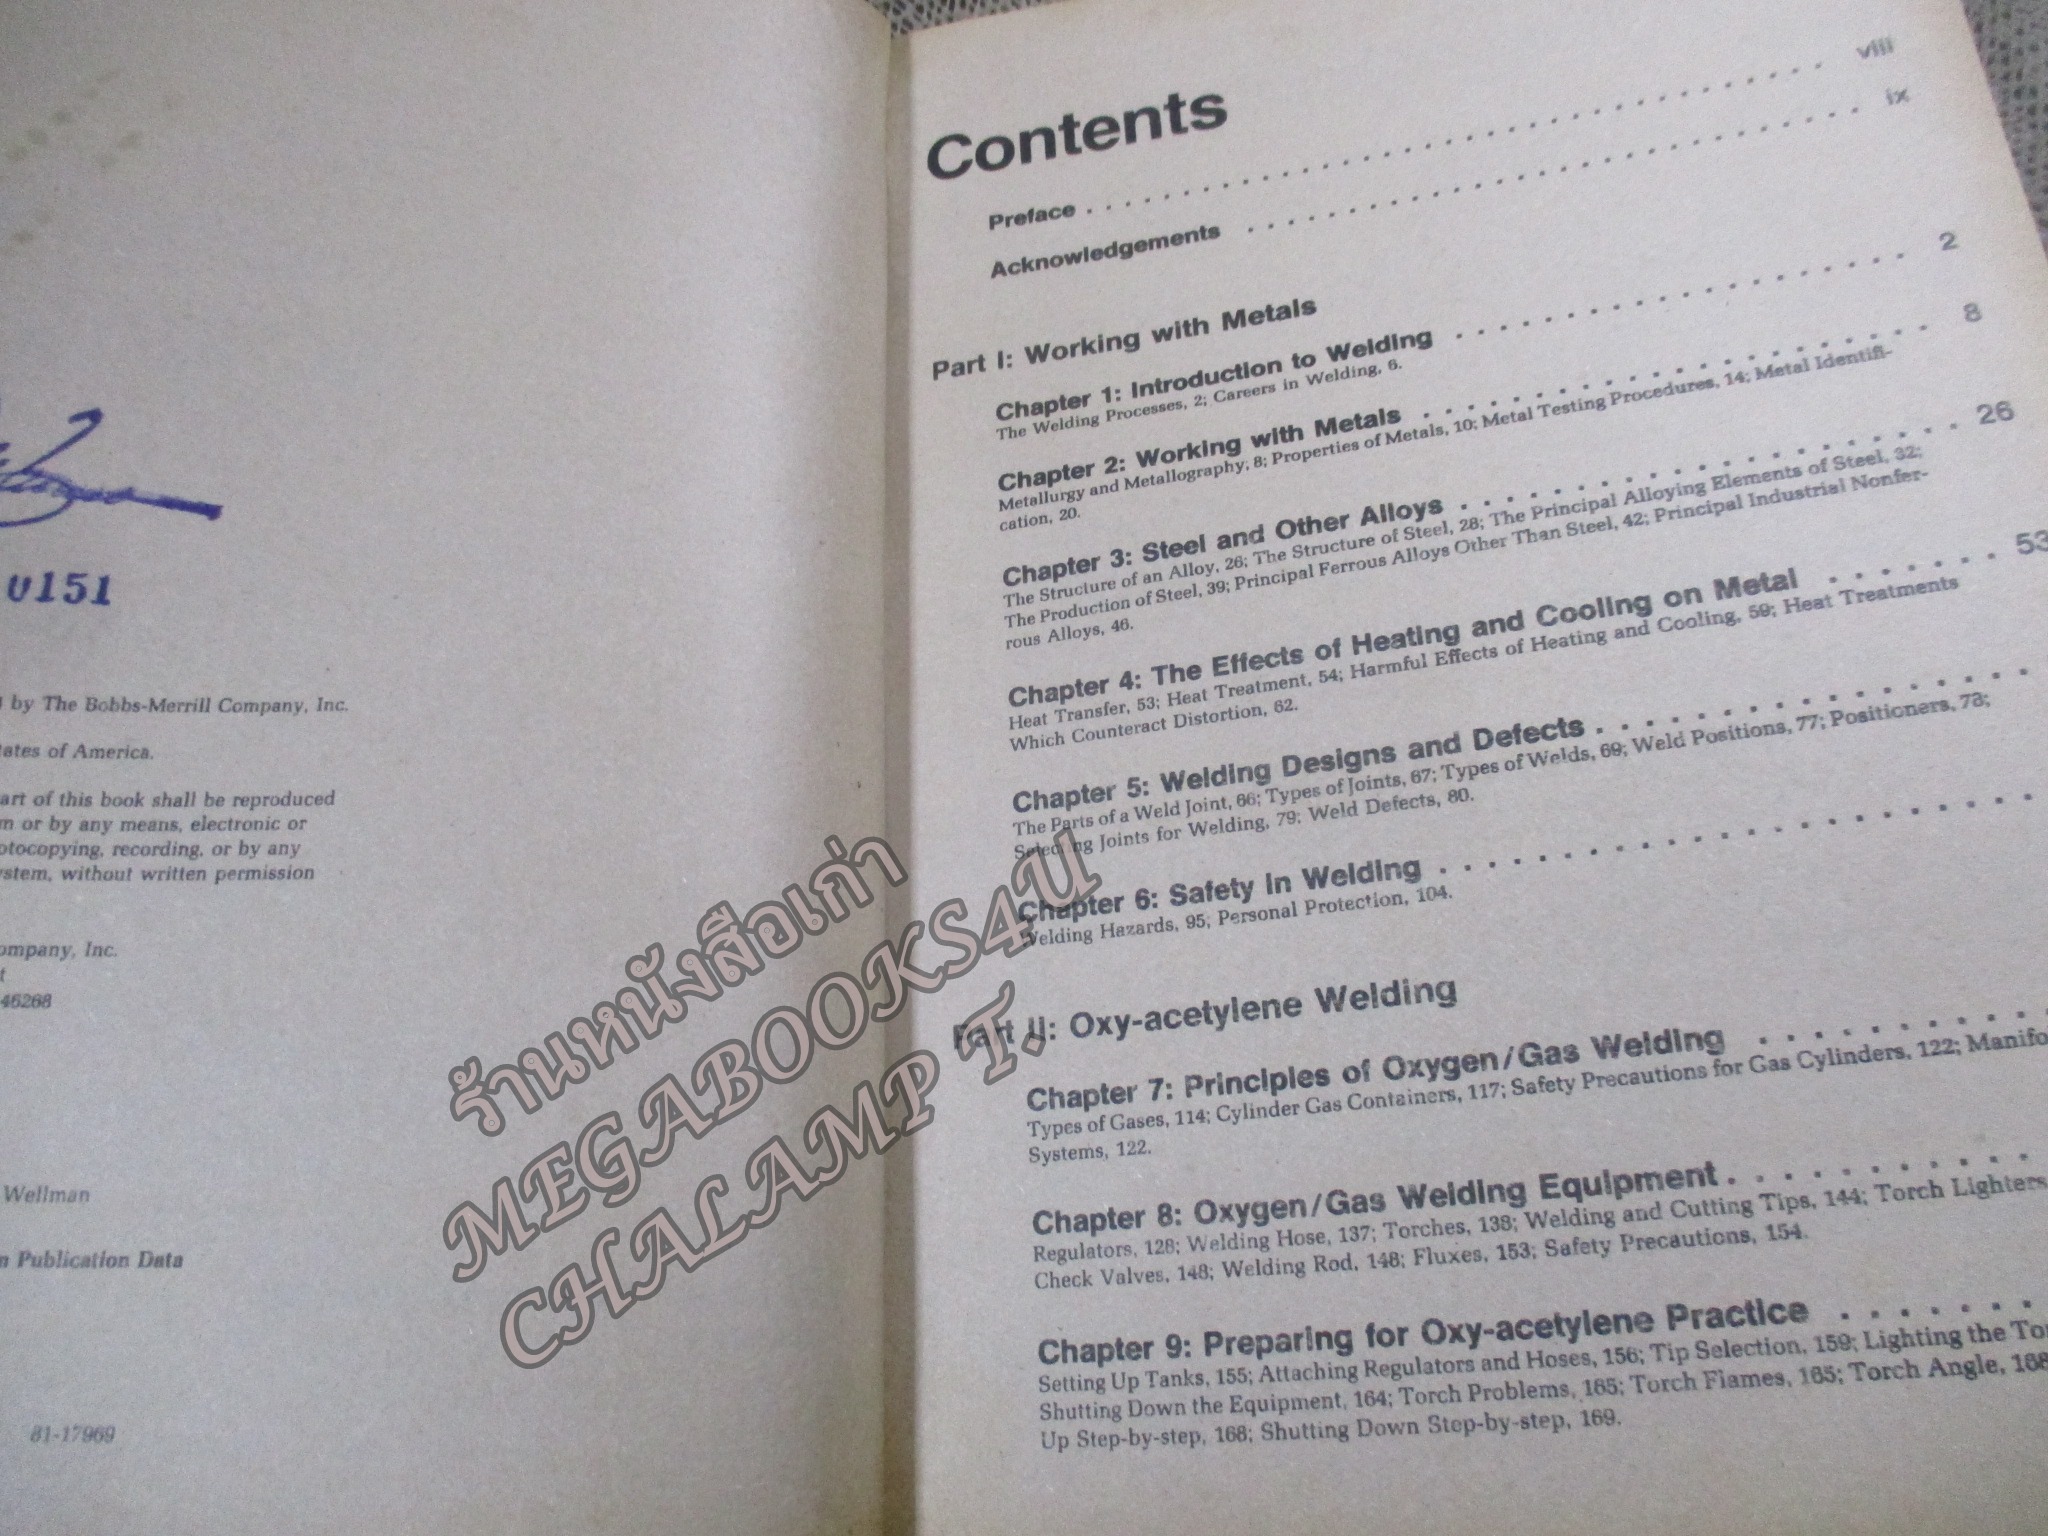 0151
by The Bobbs-Merrill Company, Inc.
ates of America.
art of this book shall be reproduced
or by any means, electronic or
otocopying, recording, or by any
ystem, without written permission
ompany, Inc.
46268
Wellman
n Publication Data
81-17969
Contents
Preface . . . . . . . . . . . . . . . . . . . . . . . . . . . . . . viii
Acknowledgements . . . . . . . . . . . . . . . . . . . . . . . . ix
Part I: Working with Metals
Chapter 1: Introduction to Welding . . . . . . . . . . . . . . . . 2
The Welding Processes, 2; Careers in Welding, 6.
Chapter 2: Working with Metals . . . . . . . . . . . . . . . . . . 8
Metallurgy and Metallography, 8; Properties of Metals, 10; Metal Testing Procedures, 14; Metal Identifi-
cation, 20.
Chapter 3: Steel and Other Alloys . . . . . . . . . . . . . . . . . 26
The Structure of an Alloy, 26; The Structure of Steel, 28; The Principal Alloying Elements of Steel, 32;
The Production of Steel, 39; Principal Ferrous Alloys Other Than Steel, 42; Principal Industrial Nonfer-
rous Alloys, 46.
Chapter 4: The Effects of Heating and Cooling on Metal . . . . . . . 53
Heat Transfer, 53; Heat Treatment, 54; Harmful Effects of Heating and Cooling, 59; Heat Treatments
Which Counteract Distortion, 62.
Chapter 5: Welding Designs and Defects . . . . . . . . . . . . . . .
The Parts of a Weld Joint, 66; Types of Joints, 67; Types of Welds, 69; Weld Positions, 77; Positioners, 78;
Selecting Joints for Welding, 79; Weld Defects, 80.
Chapter 6: Safety in Welding . . . . . . . . . . . . . . . . . . . .
Welding Hazards, 95; Personal Protection, 104.
Part II: Oxy-acetylene Welding
Chapter 7: Principles of Oxygen/Gas Welding . . . . . . . . . . .
Types of Gases, 114; Cylinder Gas Containers, 117; Safety Precautions for Gas Cylinders, 122; Manifo
Systems, 122.
Chapter 8: Oxygen/Gas Welding Equipment . . . . . . . . . . . .
Regulators, 128; Welding Hose, 137; Torches, 138; Welding and Cutting Tips, 144; Torch Lighters
Check Valves, 148; Welding Rod, 148; Fluxes, 153; Safety Precautions, 154.
Chapter 9: Preparing for Oxy-acetylene Practice . . . . . . . .
Setting Up Tanks, 155; Attaching Regulators and Hoses, 156; Tip Selection, 159; Lighting the Tor
Shutting Down the Equipment, 164; Torch Problems, 165; Torch Flames, 165; Torch Angle, 168
Up Step-by-step, 168; Shutting Down Step-by-step, 169.
ร้านหนังสือเก่า
MEGABOOKS4U
CHALAMP T.